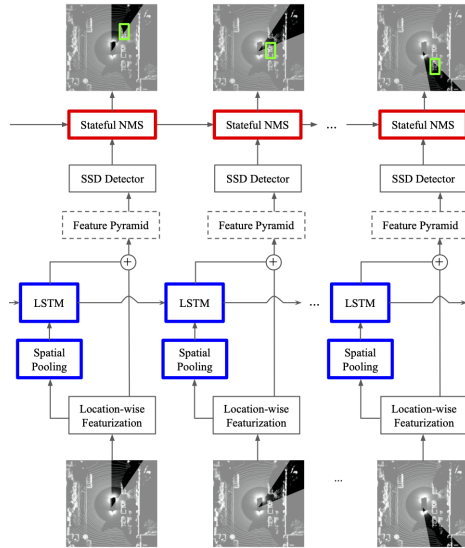 Stateful NMS
Stateful NMS
...
Stateful NMS
SSD Detector
SSD Detector
SSD Detector
Feature Pyramid
Feature Pyramid
Feature Pyramid
+
+
+
LSTM
LSTM
...
LSTM
Spatial
Pooling
Spatial
Pooling
Spatial
Pooling
Location-wise
Featurization
Location-wise
Featurization
Location-wise
Featurization
...